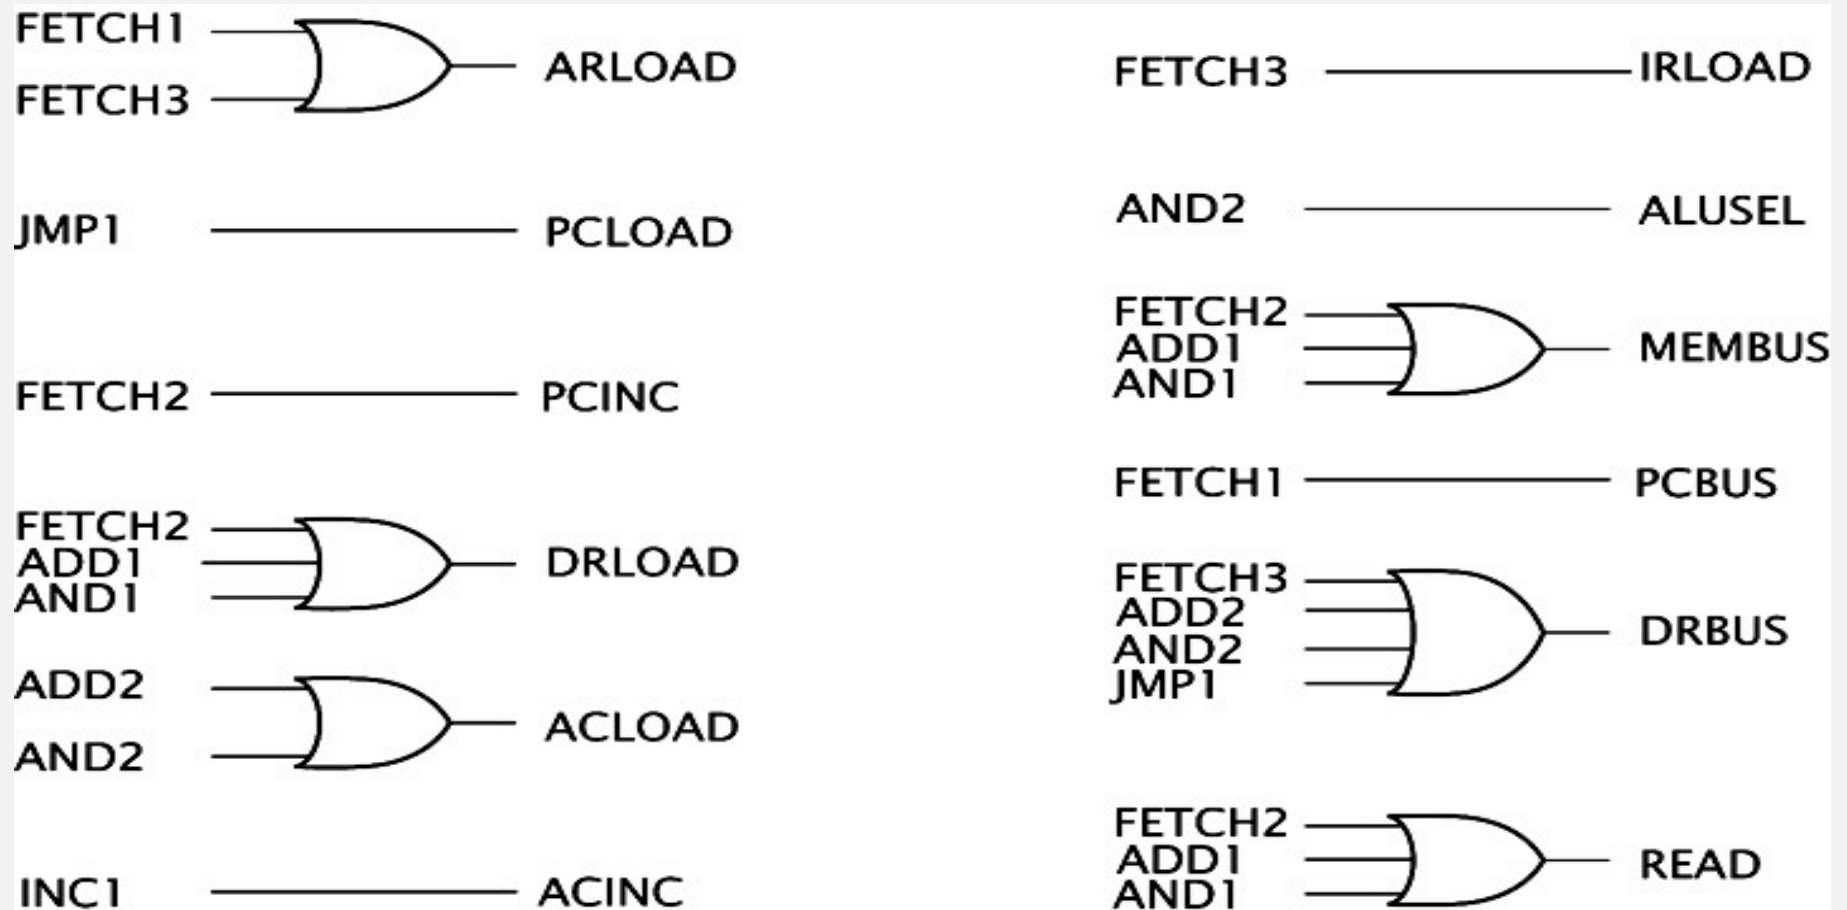 FETCH1
FETCH3
ARLOAD
JMP1
PCLOAD
FETCH2
PCINC
FETCH2
ADD1
AND1
DRLOAD
ADD2
AND2
ACLOAD
INC1
ACINC
FETCH3
IRLOAD
AND2
ALUSEL
FETCH2
ADD1
AND1
MEMBUS
FETCH1
PCBUS
FETCH3
ADD2
AND2
JMP1
DRBUS
FETCH2
ADD1
AND1
READ